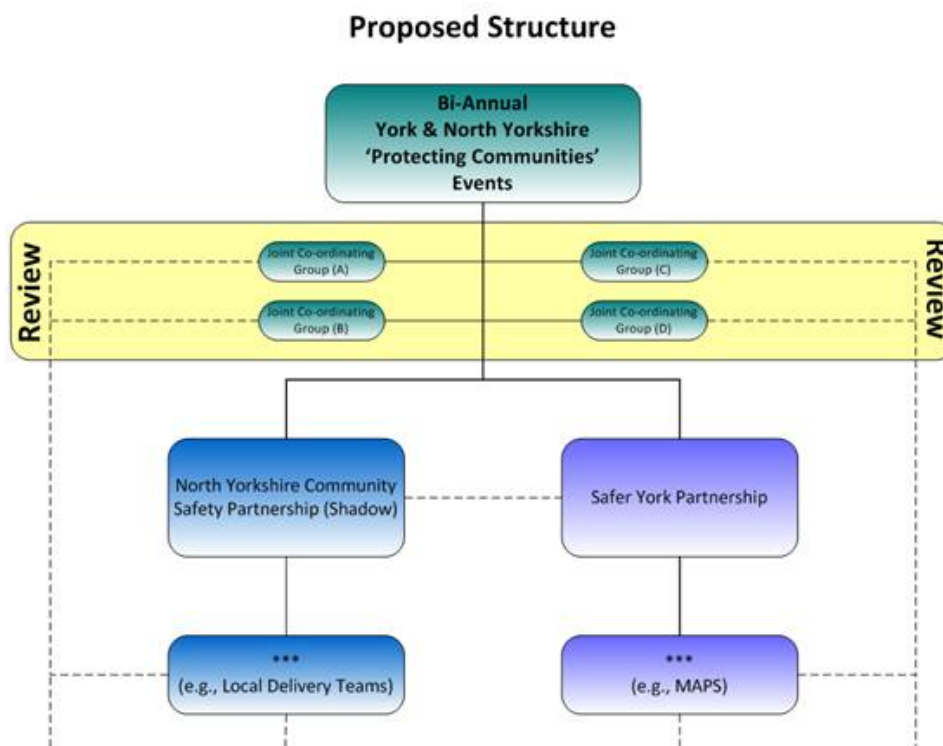 Proposed Structure
Bi-Annual
York & North Yorkshire
‘Protecting Communities’
Events
Review
Joint Co-ordinating
Group (A)
Joint Co-ordinating
Group (C)
Review
Joint Co-ordinating
Group (B)
Joint Co-ordinating
Group (D)
North Yorkshire Community
Safety Partnership (Shadow)
Safer York Partnership
***
(e.g., Local Delivery Teams)
***
(e.g., MAPS)